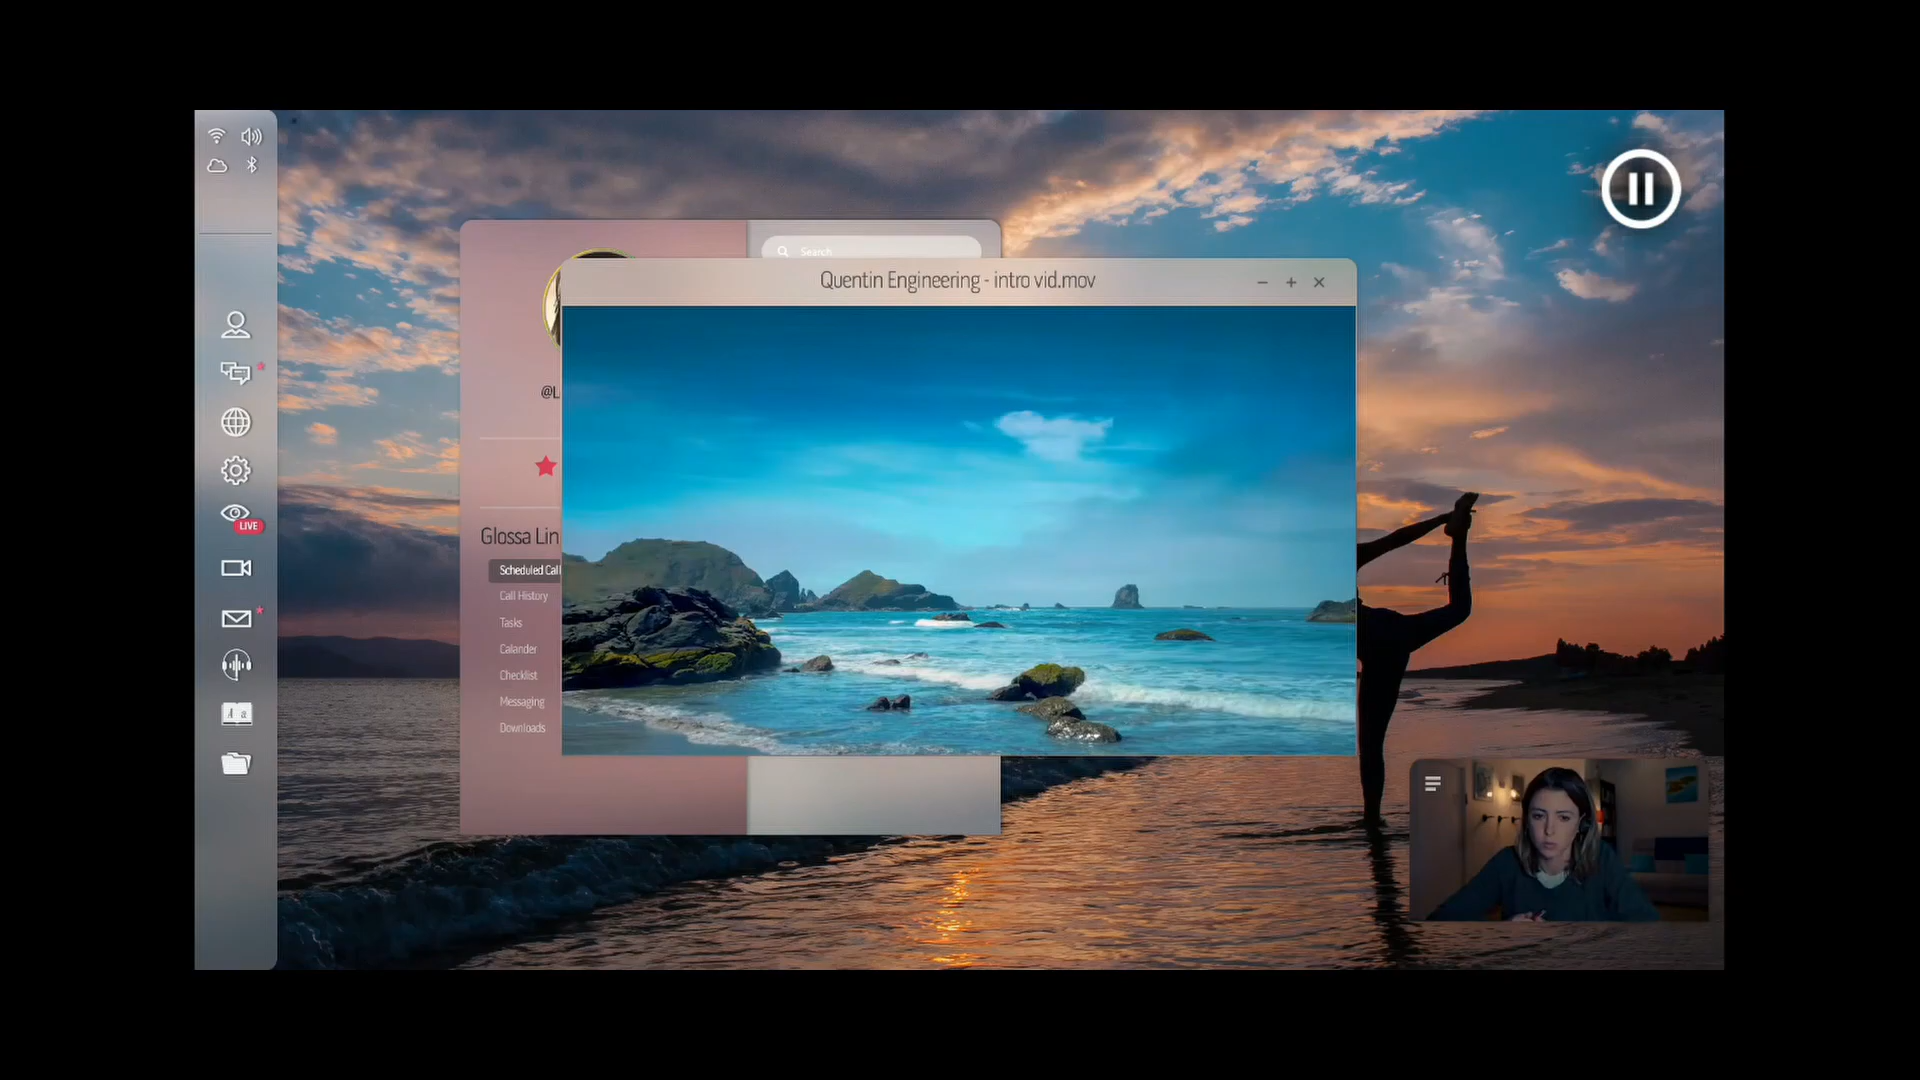 Search
Quentin Engineering - intro vid.mov
@L
Glossa Lin
Scheduled Call
Call History
Tasks
Calander
Checklist
Messaging
Downloads
LIVE
A a